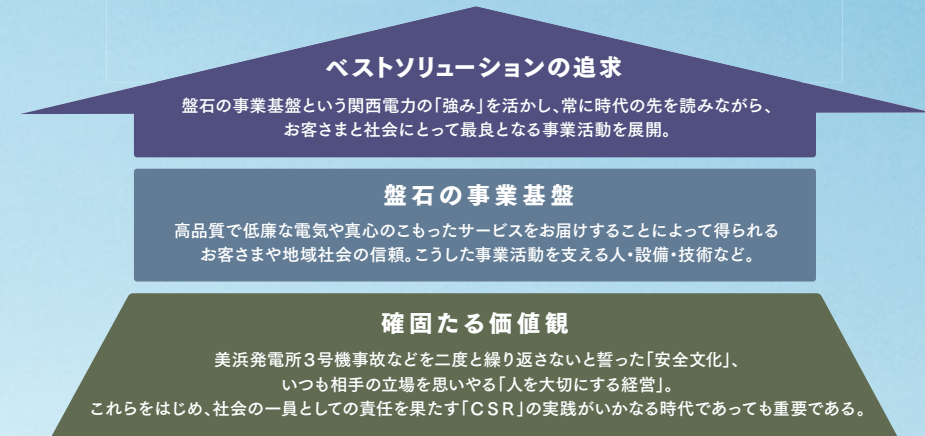 ベストソリューションの追求
盤石の事業基盤という関西電力の「強み」を活かし、常に時代の先を読みながら、
お客さまと社会にとって最良となる事業活動を展開。
盤石の事業基盤
高品質で低廉な電気や真心のこもったサービスをお届けすることによって得られる
お客さまや地域社会の信頼。こうした事業活動を支える人・設備・技術など。
確固たる価値観
美浜発電所3号機事故などを二度と繰り返さないと誓った「安全文化」、
いつも相手の立場を思いやる「人を大切にする経営」。
これらをはじめ、社会の一員としての責任を果たす「CSR」の実践がいかなる時代であっても重要である。